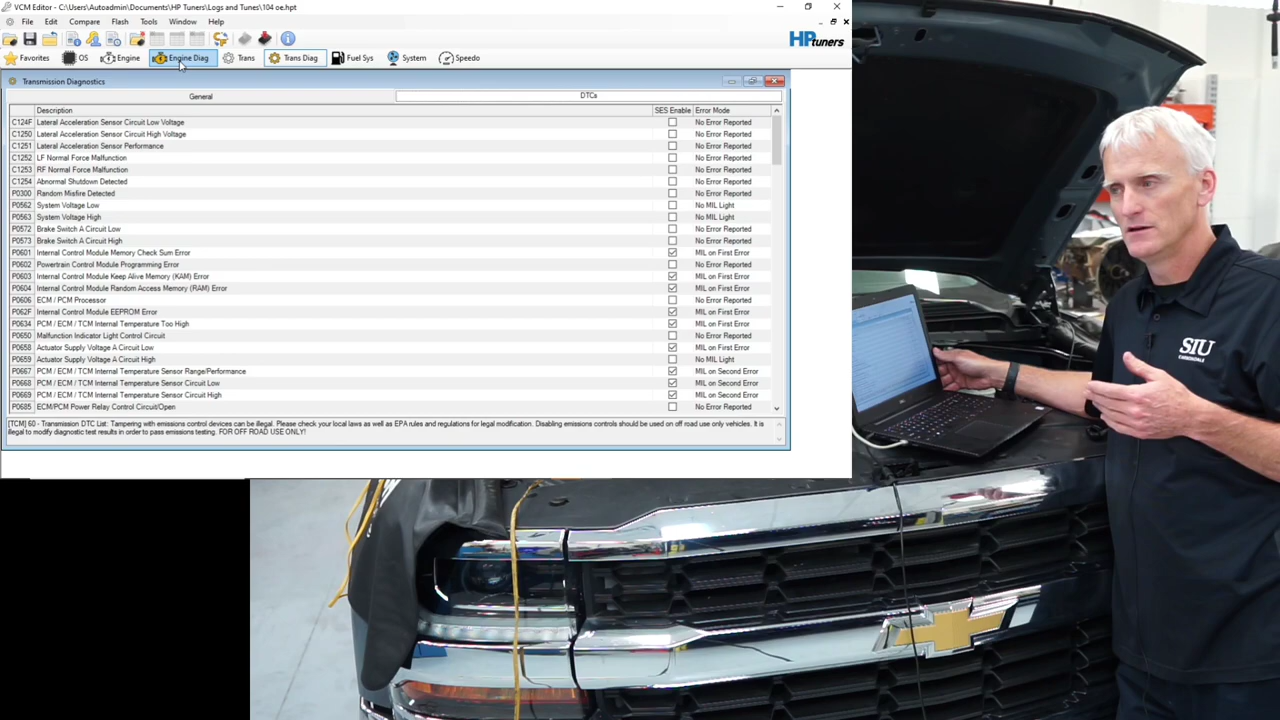 VCM Editor - C:\Users\Autoadmin\Documents\HP Tuners\Logs and Tunes\104 oe.hpt
File Edit Compare Flash Tools Window Help
HPtuners
Favorites OS Engine Engine Diag Trans Trans Diag Fuel Sys System Speedo
Transmission Diagnostics
General DTCs
Description SES Enable Error Mode
C124F Lateral Acceleration Sensor Circuit Low Voltage No Error Reported
C1250 Lateral Acceleration Sensor Circuit High Voltage No Error Reported
C1251 Lateral Acceleration Sensor Performance No Error Reported
C1252 LF Normal Force Malfunction No Error Reported
C1253 RF Normal Force Malfunction No Error Reported
C1254 Abnormal Shutdown Detected No Error Reported
P0300 Random Misfire Detected No Error Reported
P0562 System Voltage Low No MIL Light
P0563 System Voltage High No MIL Light
P0572 Brake Switch A Circuit Low No Error Reported
P0573 Brake Switch A Circuit High No Error Reported
P0601 Internal Control Module Memory Check Sum Error MIL on First Error
P0602 Powertrain Control Module Programming Error No Error Reported
P0603 Internal Control Module Keep Alive Memory (KAM) Error MIL on First Error
P0604 Internal Control Module Random Access Memory (RAM) Error MIL on First Error
P0606 ECM / PCM Processor No Error Reported
P062F Internal Control Module EEPROM Error MIL on First Error
P0634 PCM / ECM / TCM Internal Temperature Too High MIL on First Error
P0650 Malfunction Indicator Light Control Circuit No Error Reported
P0658 Actuator Supply Voltage A Circuit Low MIL on First Error
P0659 Actuator Supply Voltage A Circuit High No MIL Light
P0667 PCM / ECM / TCM Internal Temperature Sensor Range/Performance MIL on Second Error
P0668 PCM / ECM / TCM Internal Temperature Sensor Circuit Low MIL on Second Error
P0669 PCM / ECM / TCM Internal Temperature Sensor Circuit High MIL on Second Error
P0685 ECM/PCM Power Relay Control Circuit/Open No Error Reported
[TCM] 60 - Transmission DTC List: Tampering with emissions control devices can be illegal. Please check your local laws as well as EPA rules and regulations for legal modification. Disabling emissions controls should be used on off road use only vehicles. It is
illegal to modify diagnostic test results in order to pass emissions testing. FOR OFF ROAD USE ONLY!
SIU
CARBONDALE